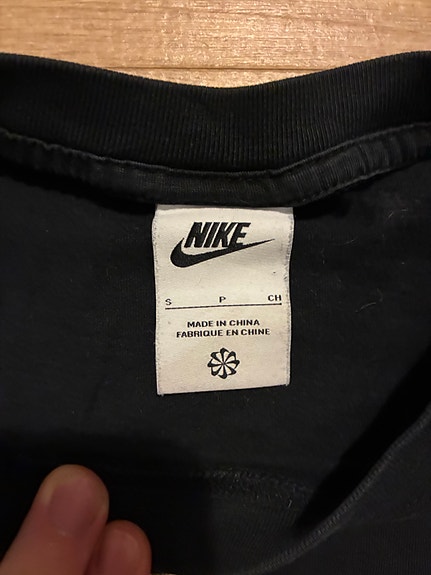 NIKE
S P CH
MADE IN CHINA
FABRIQUE EN CHINE